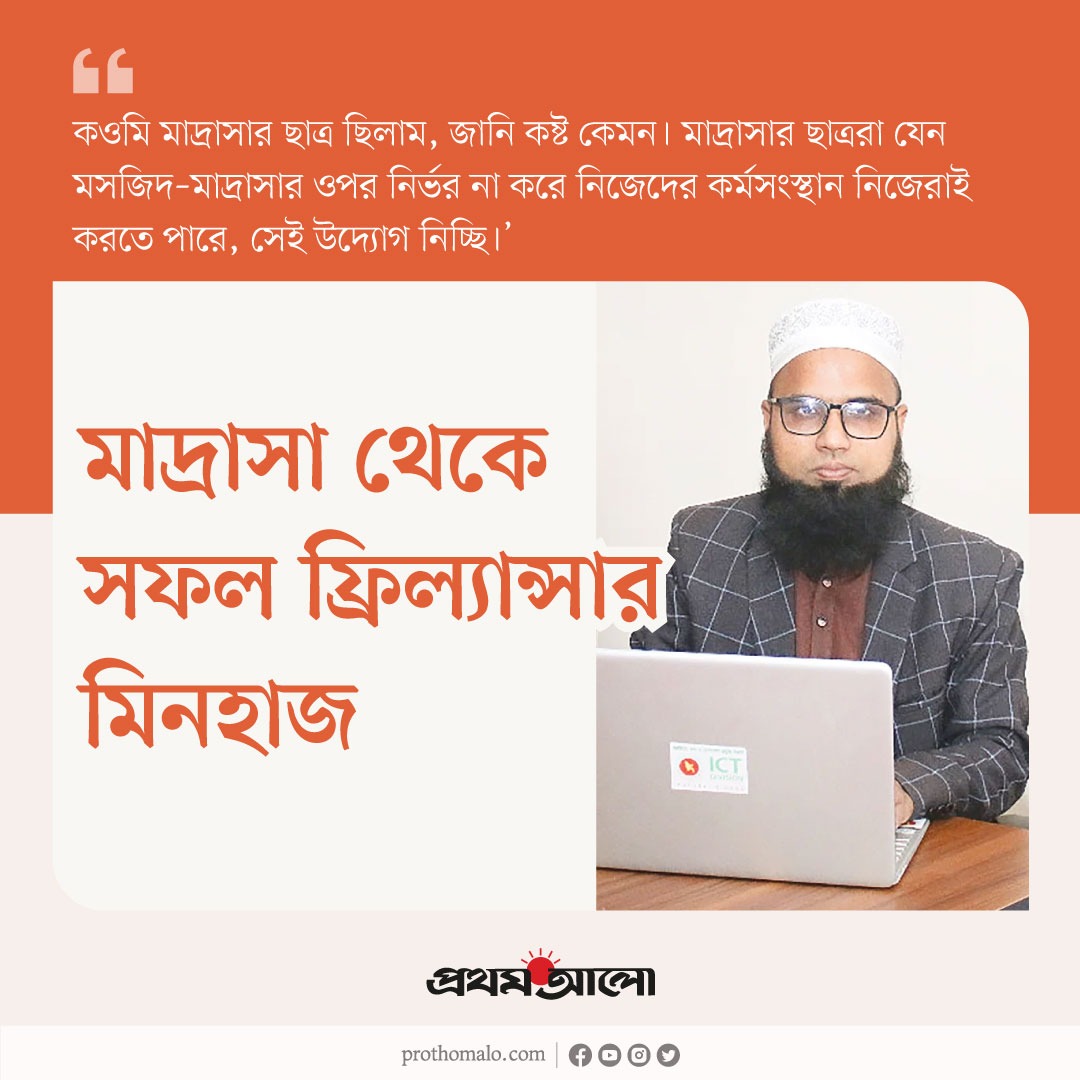 কওমি মাদ্রাসার ছাত্র ছিলাম, জানি কষ্ট কেমন। মাদ্রাসার ছাত্ররা যেন
মসজিদ-মাদ্রাসার ওপর নির্ভর না করে নিজেদের কর্মসংস্থান নিজেরাই
করতে পারে, সেই উদ্যোগ নিচ্ছি।’
মাদ্রাসা থেকে
সফল ফ্রিল্যান্সার
মিনহাজ
ICT
DIVISION
প্রথম আলো
prothomalo.com